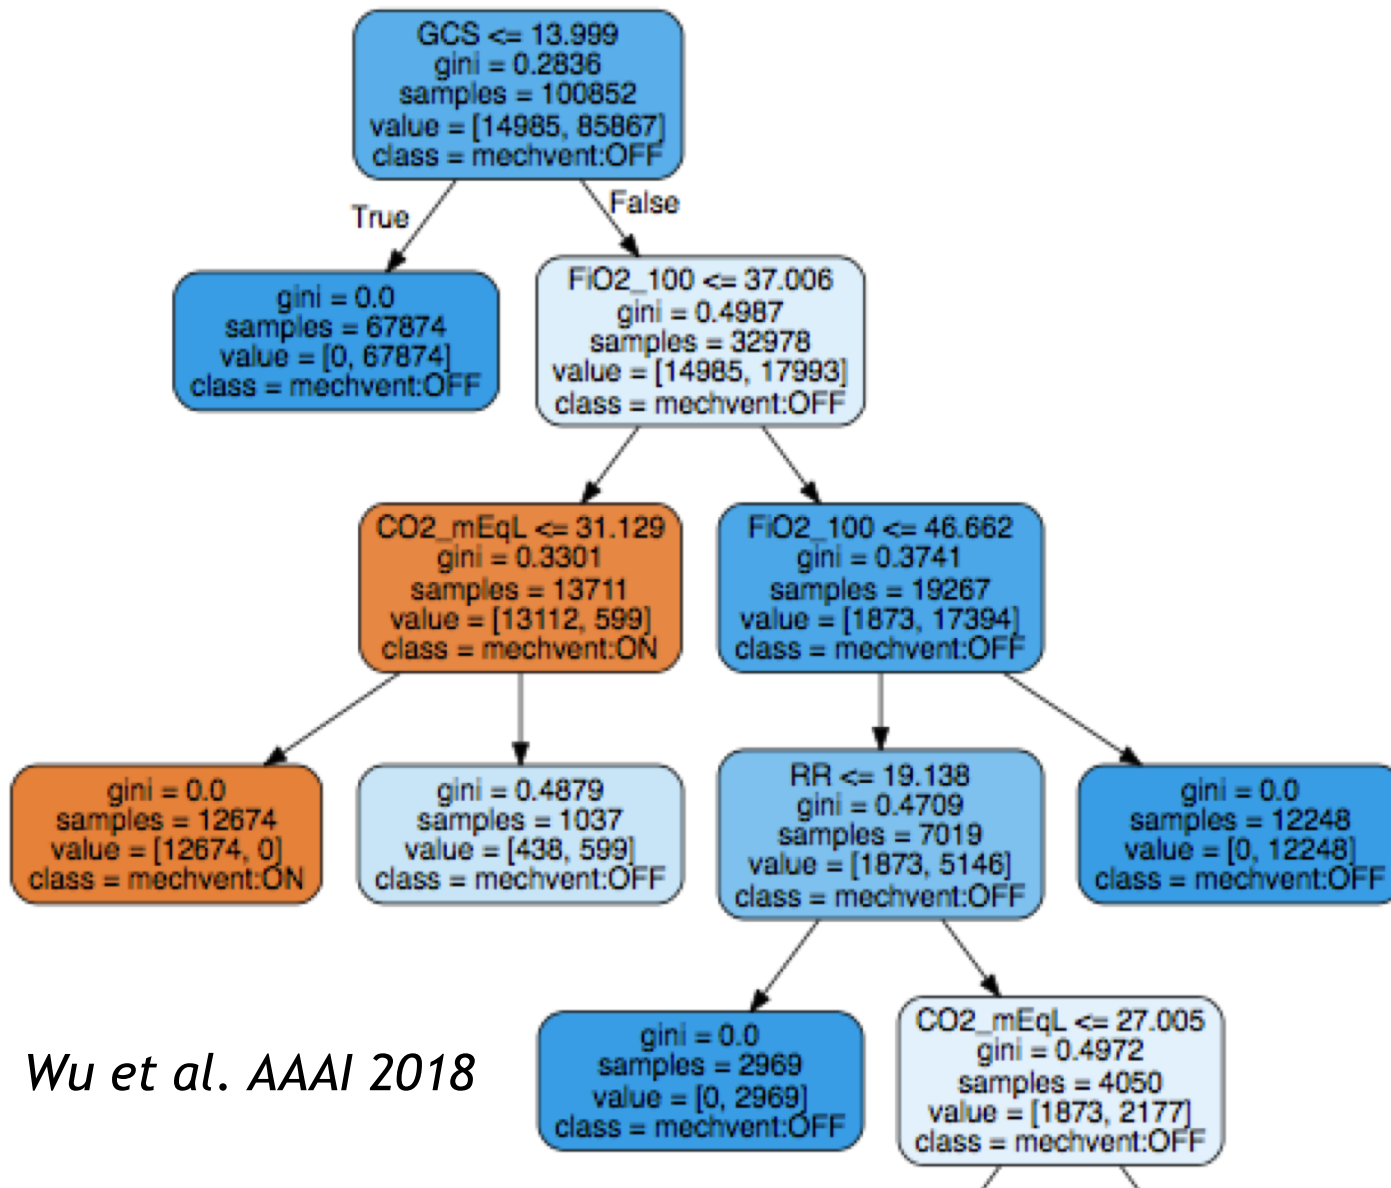 GCS <= 13.999
gini = 0.2836
samples = 100852
value = [14985, 85867]
class = mechvent:OFF
True
False
gini = 0.0
samples = 67874
value = [0, 67874]
class = mechvent:OFF
FiO2_100 <= 37.006
gini = 0.4987
samples = 32978
value = [14985, 17993]
class = mechvent:OFF
CO2_mEqL <= 31.129
gini = 0.3301
samples = 13711
value = [13112, 599]
class = mechvent:ON
FiO2_100 <= 46.662
gini = 0.3741
samples = 19267
value = [1873, 17394]
class = mechvent:OFF
gini = 0.0
samples = 12674
value = [12674, 0]
class = mechvent:ON
gini = 0.4879
samples = 1037
value = [438, 599]
class = mechvent:OFF
RR <= 19.138
gini = 0.4709
samples = 7019
value = [1873, 5146]
class = mechvent:OFF
gini = 0.0
samples = 12248
value = [0, 12248]
class = mechvent:OFF
gini = 0.0
samples = 2969
value = [0, 2969]
class = mechvent:OFF
CO2_mEqL <= 27.005
gini = 0.4972
samples = 4050
value = [1873, 2177]
class = mechvent:OFF
Wu et al. AAAI 2018